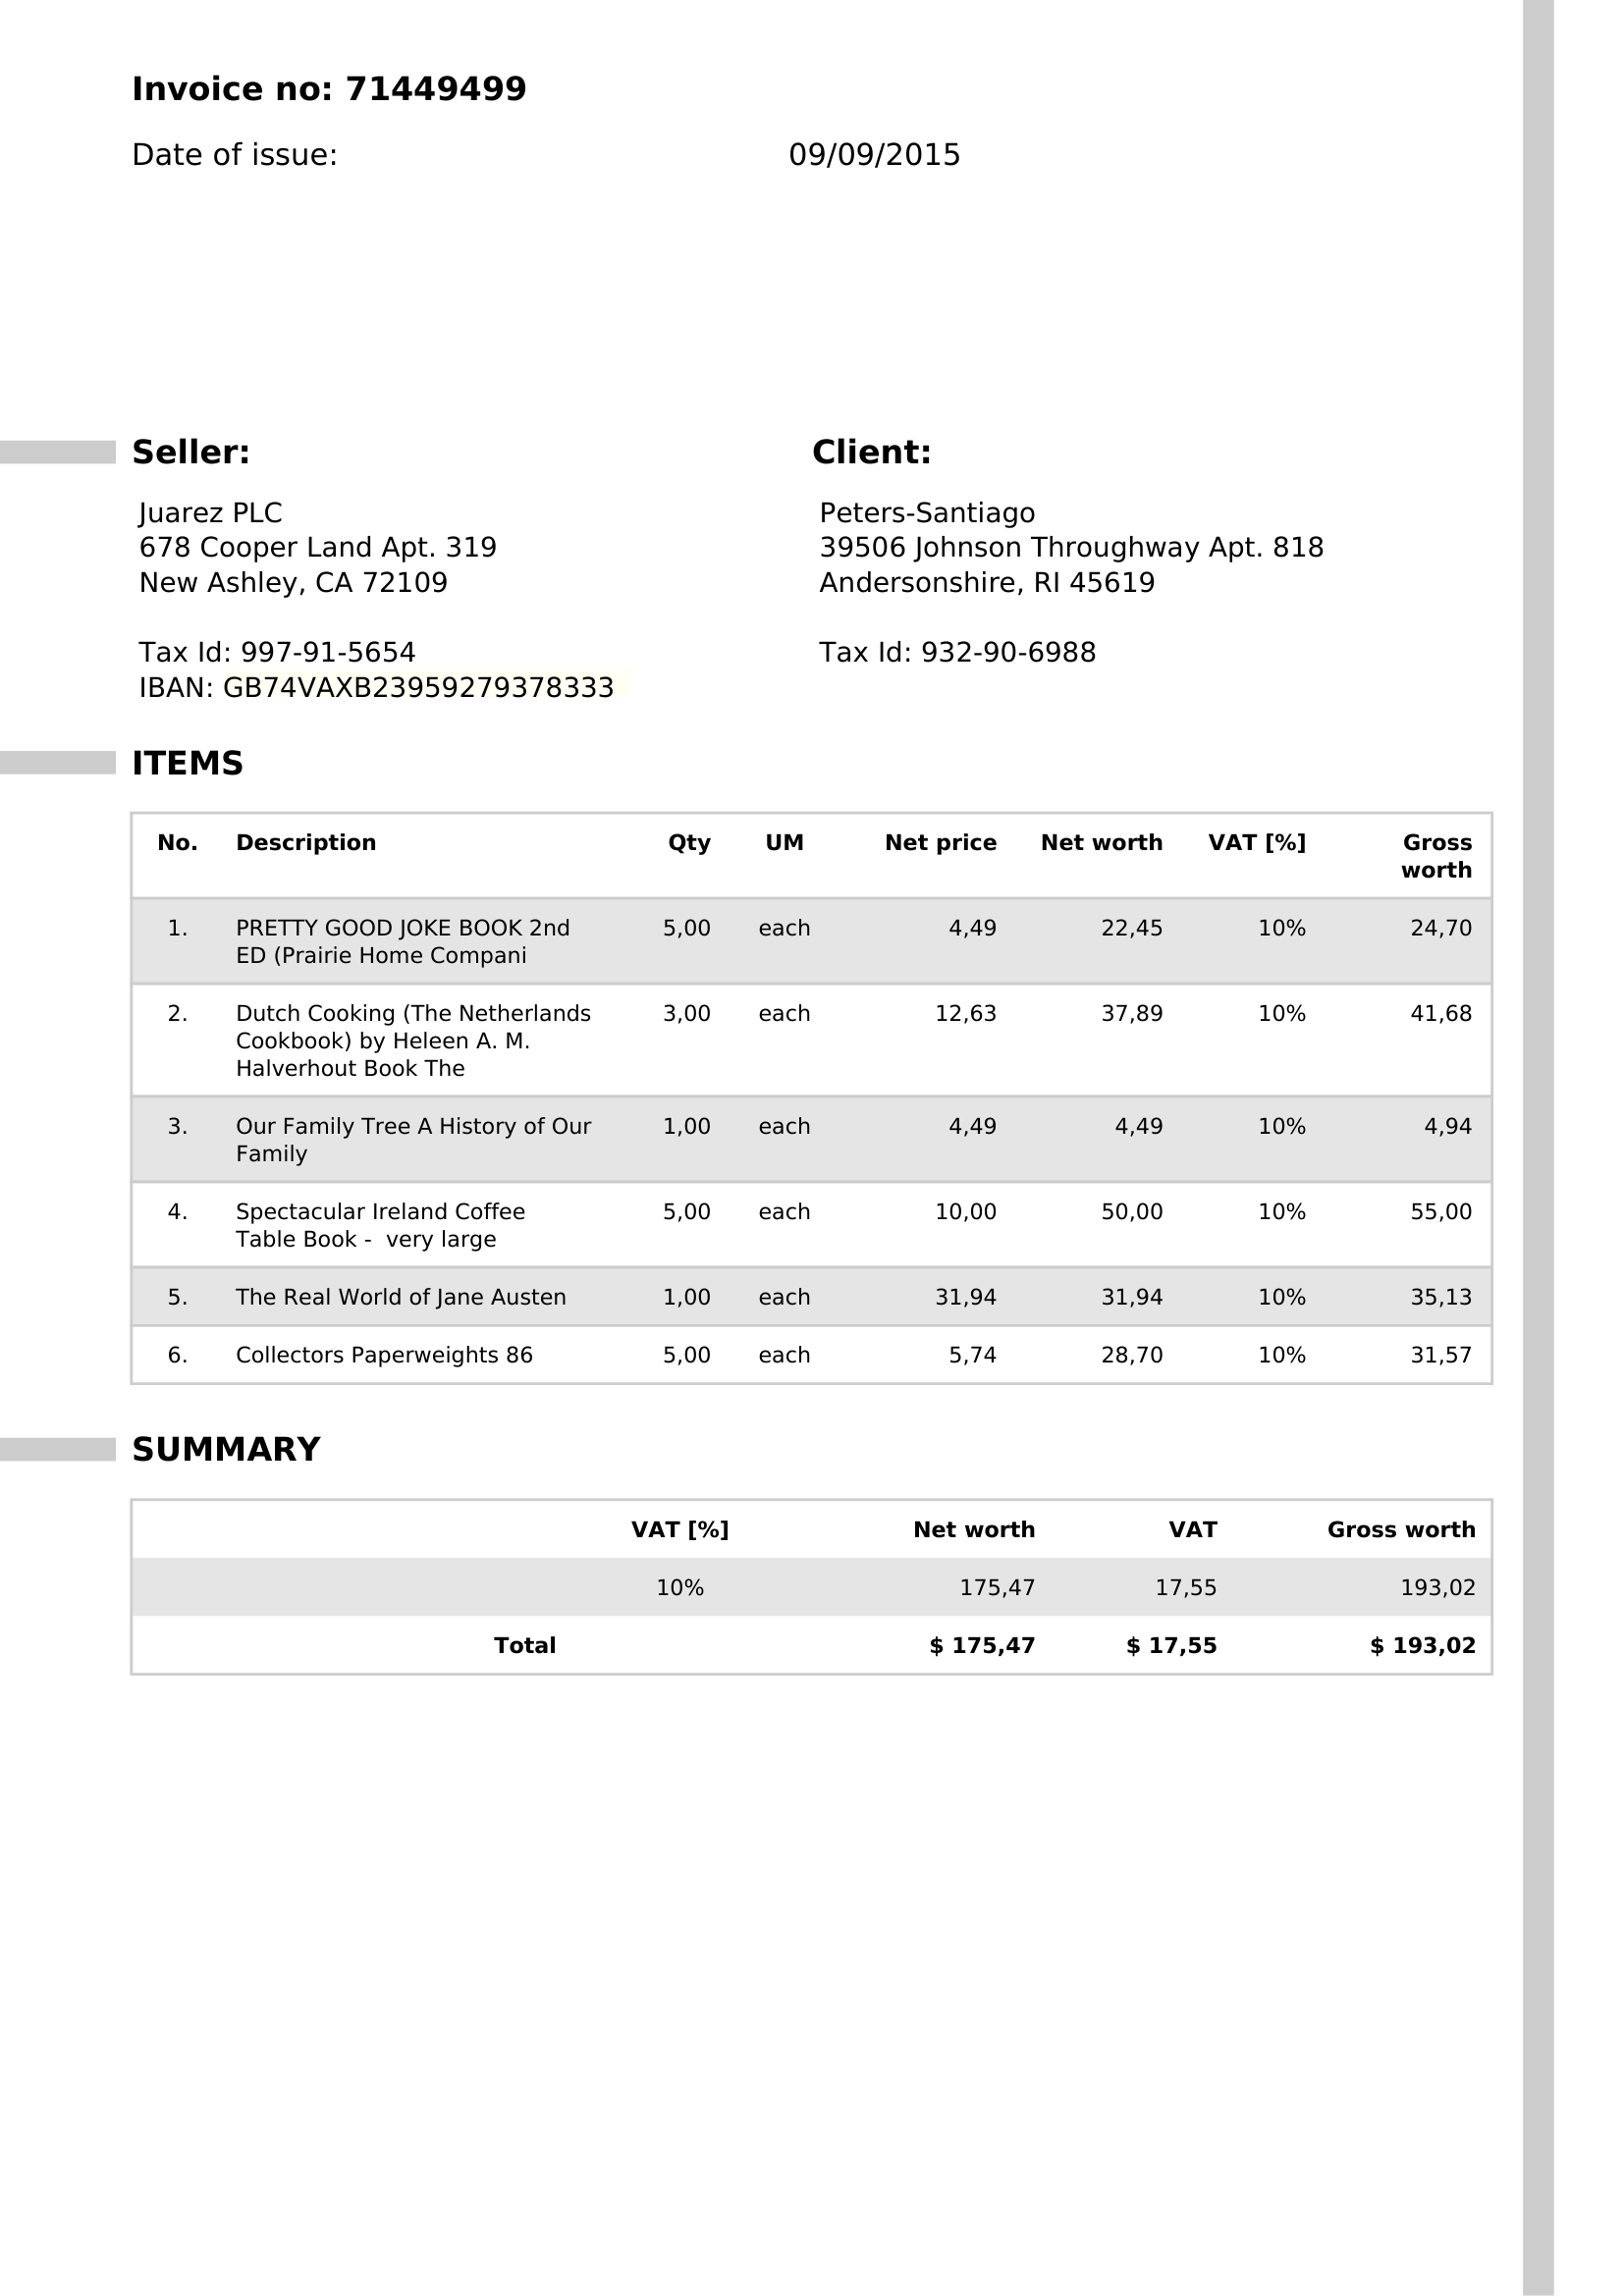 Invoice no: 71449499
Date of issue: 09/09/2015
Seller:
Juarez PLC
678 Cooper Land Apt. 319
New Ashley, CA 72109
Tax Id: 997-91-5654
IBAN: GB74VAXB23959279378333
Client:
Peters-Santiago
39506 Johnson Throughway Apt. 818
Andersonshire, RI 45619
Tax Id: 932-90-6988
ITEMS
No. Description Qty UM Net price Net worth VAT [%] Gross
worth
1. PRETTY GOOD JOKE BOOK 2nd 5,00 each 4,49 22,45 10% 24,70
ED (Prairie Home Compani
2. Dutch Cooking (The Netherlands 3,00 each 12,63 37,89 10% 41,68
Cookbook) by Heleen A. M.
Halverhout Book The
3. Our Family Tree A History of Our 1,00 each 4,49 4,49 10% 4,94
Family
4. Spectacular Ireland Coffee 5,00 each 10,00 50,00 10% 55,00
Table Book -  very large
5. The Real World of Jane Austen 1,00 each 31,94 31,94 10% 35,13
6. Collectors Paperweights 86 5,00 each 5,74 28,70 10% 31,57
SUMMARY
VAT [%] Net worth VAT Gross worth
10% 175,47 17,55 193,02
Total $ 175,47 $ 17,55 $ 193,02